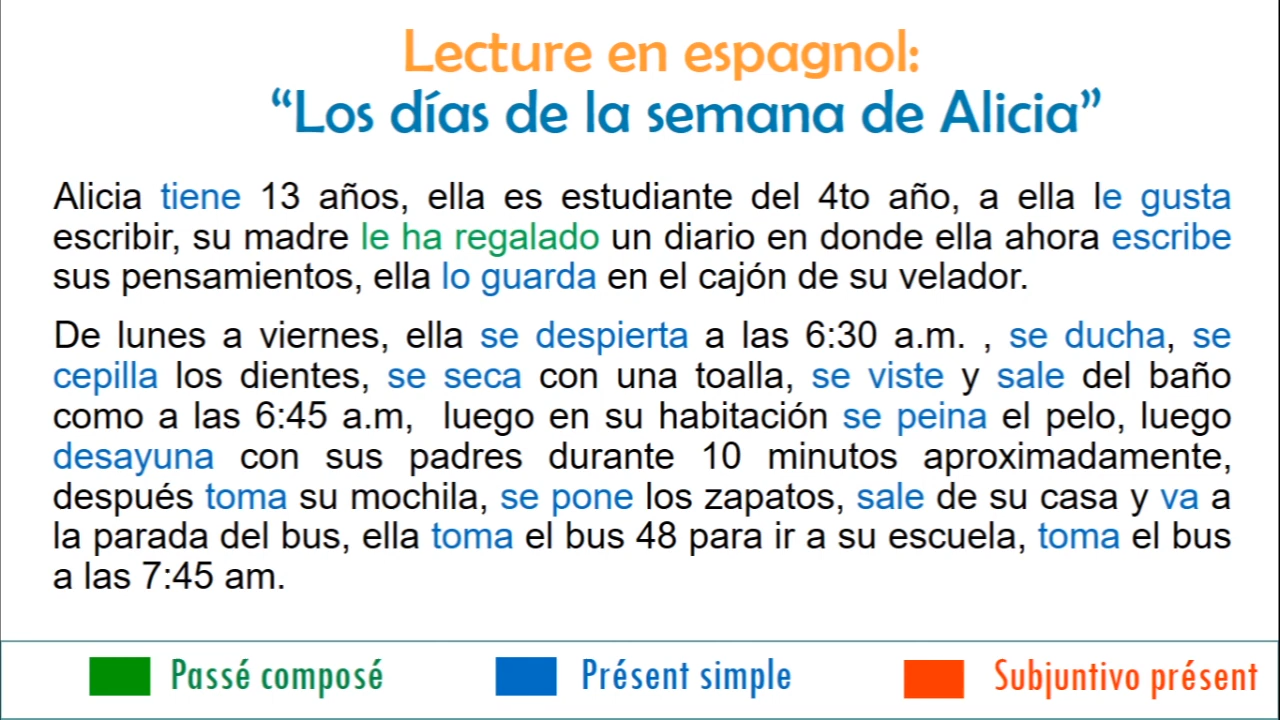 Lecture en espagnol:
“Los días de la semana de Alicia”
Alicia tiene 13 años, ella es estudiante del 4to año, a ella le gusta
escribir, su madre le ha regalado un diario en donde ella ahora escribe
sus pensamientos, ella lo guarda en el cajón de su velador.
De lunes a viernes, ella se despierta a las 6:30 a.m. , se ducha, se
cepilla los dientes, se seca con una toalla, se viste y sale del baño
como a las 6:45 a.m, luego en su habitación se peina el pelo, luego
desayuna con sus padres durante 10 minutos aproximadamente,
después toma su mochila, se pone los zapatos, sale de su casa y va a
la parada del bus, ella toma el bus 48 para ir a su escuela, toma el bus
a las 7:45 am.
Passé composé
Présent simple
Subjuntivo présent